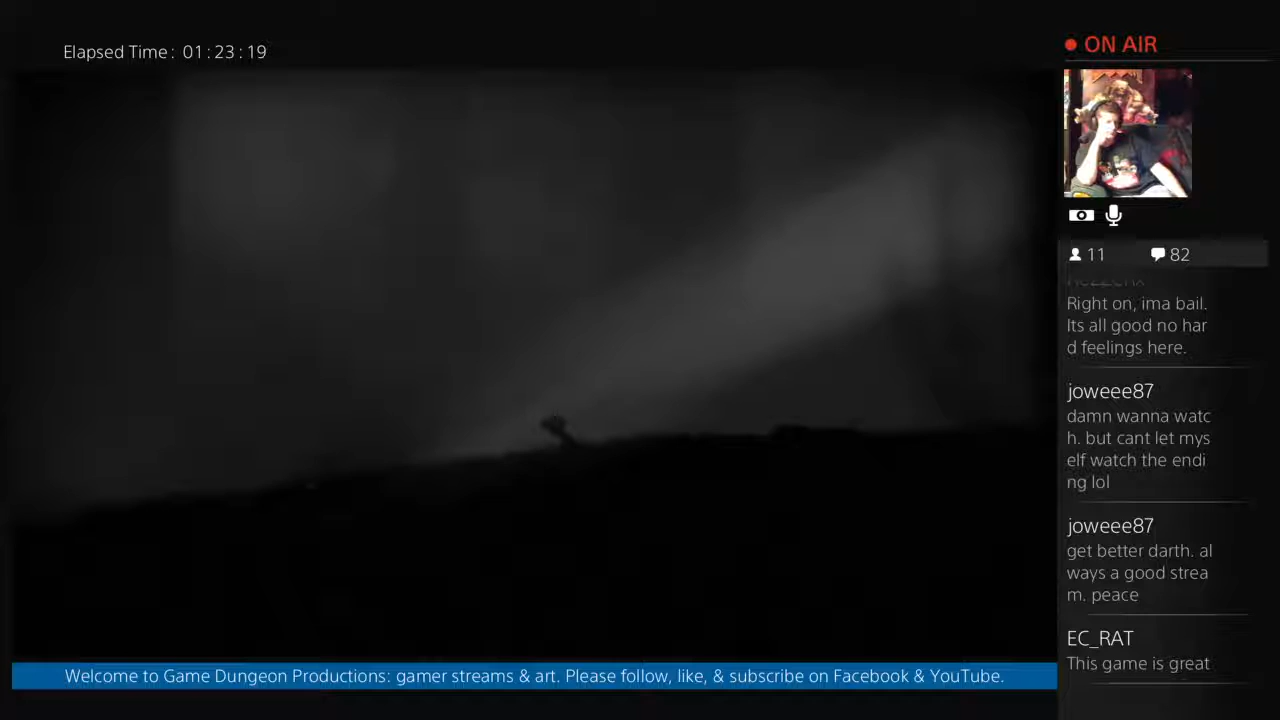 Elapsed Time: 01:23:19
ON AIR
11 82
Right on, ima bail.
Its all good no har
d feelings here.
joweee87
damn wanna watc
h. but cant let mys
elf watch the endi
ng lol
joweee87
get better darth. al
ways a good strea
m. peace
EC_RAT
This game is great
Welcome to Game Dungeon Productions: gamer streams & art. Please follow, like, & subscribe on Facebook & YouTube.